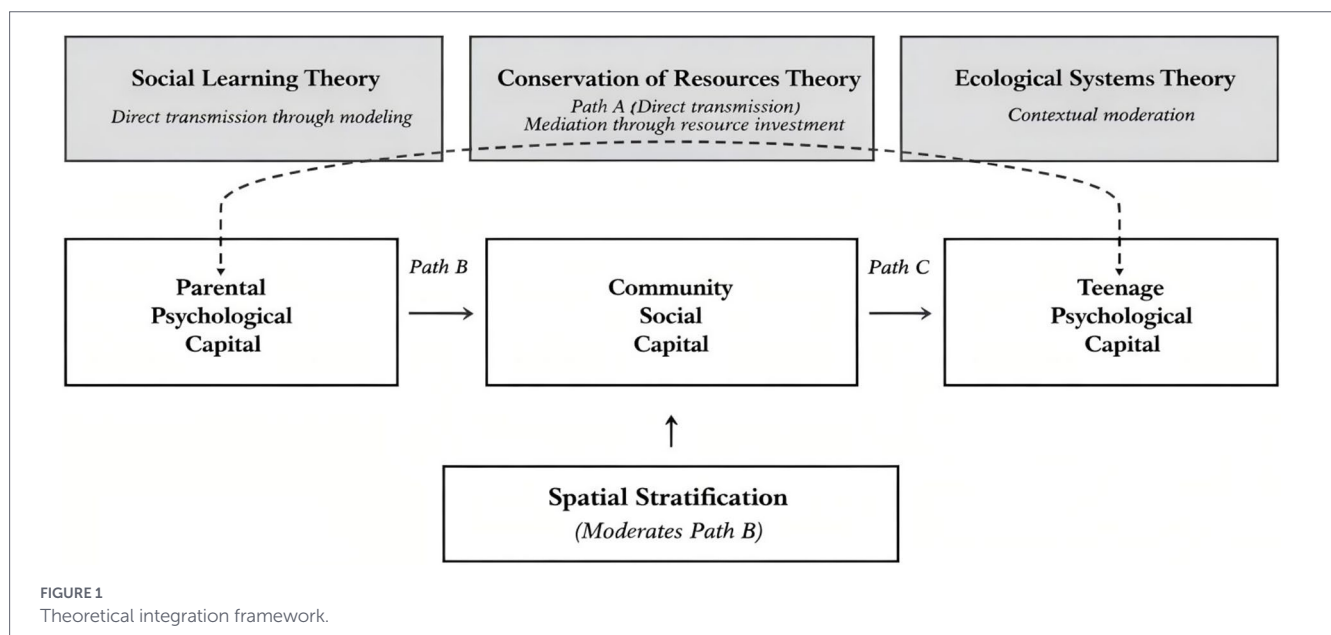 Social Learning Theory
Direct transmission through modeling
Conservation of Resources Theory
Path A (Direct transmission)
Mediation through resource investment
Ecological Systems Theory
Contextual moderation
Parental
Psychological
Capital
Path B
Community
Social
Capital
Path C
Teenage
Psychological
Capital
Spatial Stratification
(Moderates Path B)
FIGURE 1
Theoretical integration framework.